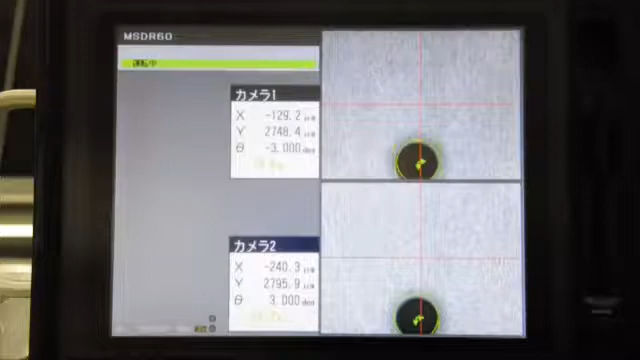 MSDR60
運転中
カメラ1
X -129.2 μm
Y 2748.4 μm
θ -3.000 deg
カメラ2
X -240.3 μm
Y 2795.9 μm
θ 3.000 deg